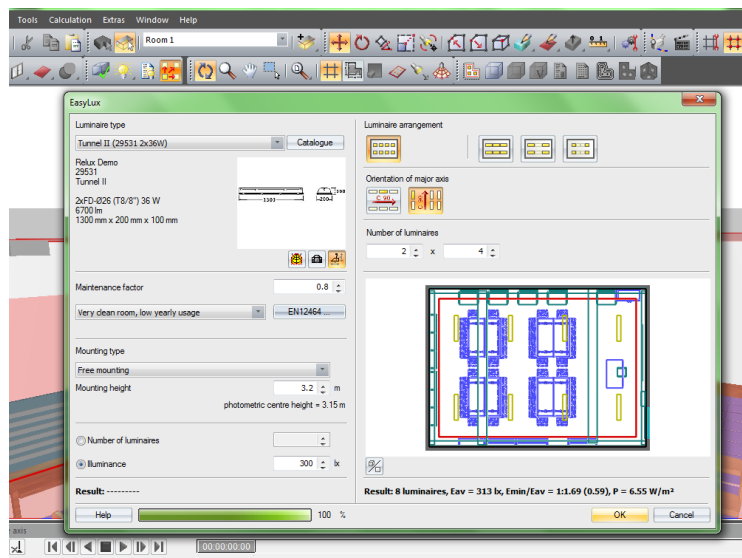 Tools Calculation Extras Window Help
Room 1
EasyLux
Luminaire type
Tunnel II (29531 2x36W)
Catalogue
Relux Demo
29531
Tunnel II
2xFD-Ø26 (T8/8") 36 W
6700 lm
1300 mm x 200 mm x 100 mm
1300
200
100
Maintenance factor
0.8
Very clean room, low yearly usage
EN12464 ...
Mounting type
Free mounting
Mounting height
3.2 m
photometric centre height = 3.15 m
Number of luminaires
Illuminance
300 lx
Result: ---------
Luminaire arrangement
Orientation of major axis
C 90
Number of luminaires
2 x 4
Result: 8 luminaires, Eav = 313 lx, Emin/Eav = 1:1.69 (0.59), P = 6.55 W/m²
Help
100 %
OK
Cancel
axis
00:00:00:00